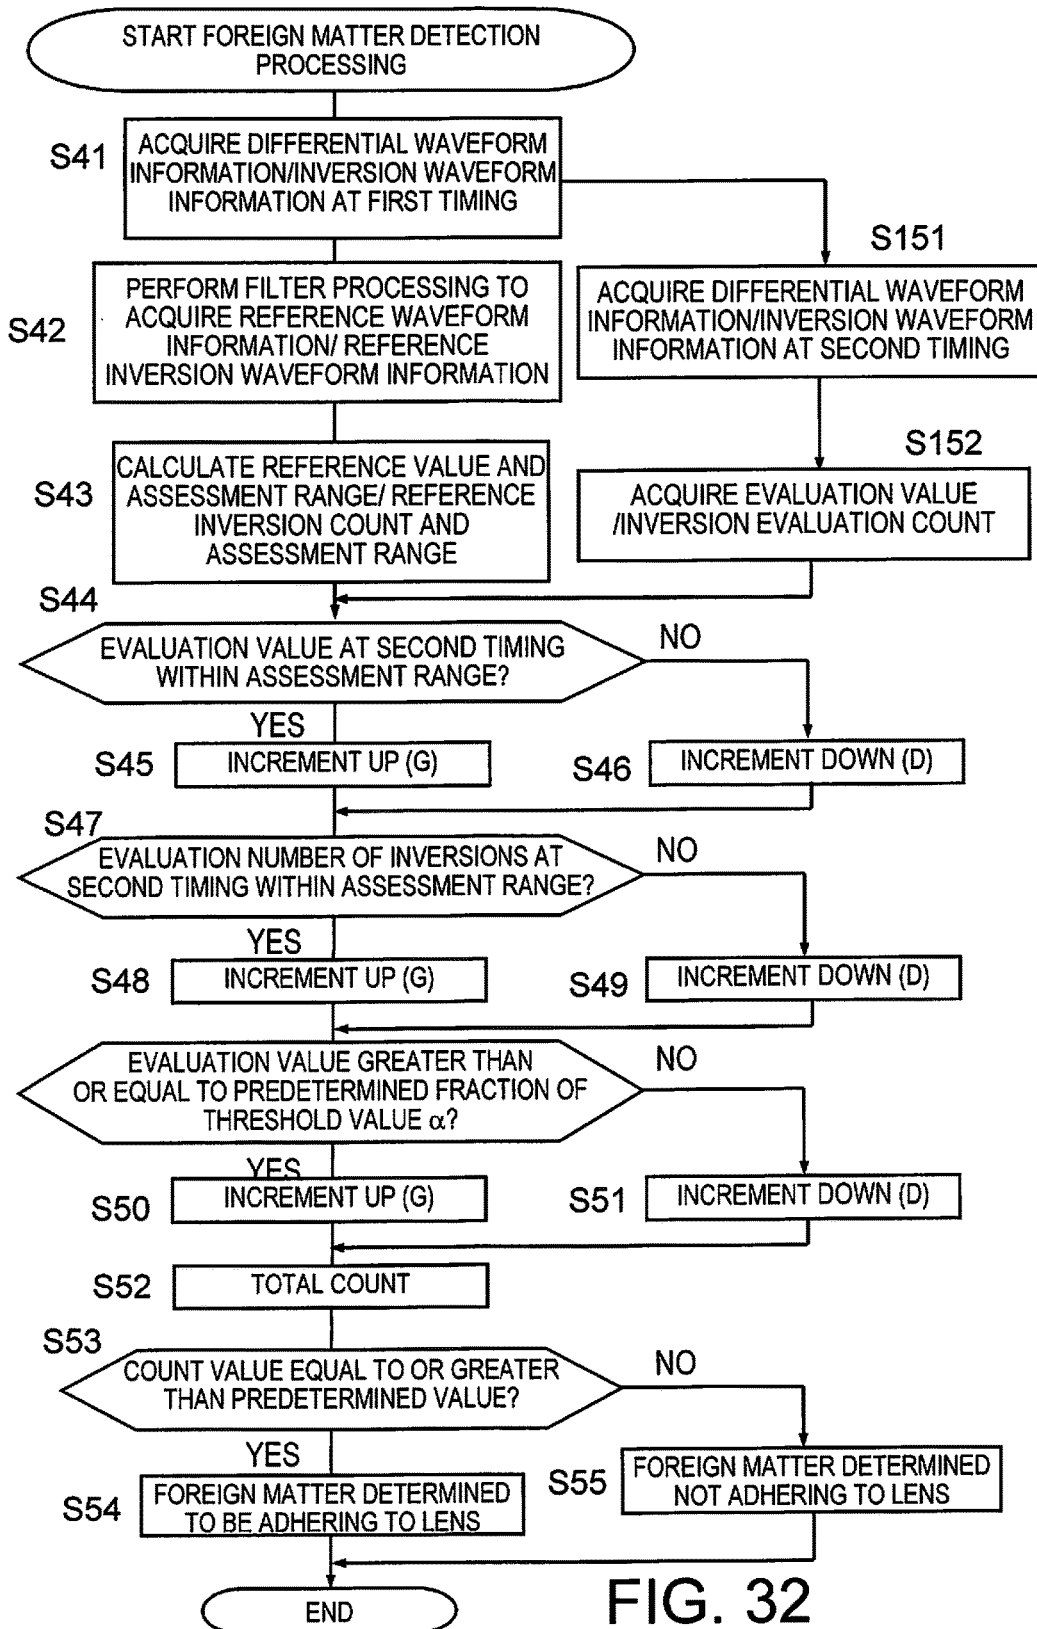 START FOREIGN MATTER DETECTION
PROCESSING
S41
ACQUIRE DIFFERENTIAL WAVEFORM
INFORMATION/INVERSION WAVEFORM
INFORMATION AT FIRST TIMING
S151
ACQUIRE DIFFERENTIAL WAVEFORM
INFORMATION/INVERSION WAVEFORM
INFORMATION AT SECOND TIMING
S42
PERFORM FILTER PROCESSING TO
ACQUIRE REFERENCE WAVEFORM
INFORMATION/ REFERENCE
INVERSION WAVEFORM INFORMATION
S152
ACQUIRE EVALUATION VALUE
/INVERSION EVALUATION COUNT
S43
CALCULATE REFERENCE VALUE AND
ASSESSMENT RANGE/ REFERENCE
INVERSION COUNT AND
ASSESSMENT RANGE
S44
EVALUATION VALUE AT SECOND TIMING
WITHIN ASSESSMENT RANGE?
NO
YES
S45
INCREMENT UP (G)
S46
INCREMENT DOWN (D)
S47
EVALUATION NUMBER OF INVERSIONS AT
SECOND TIMING WITHIN ASSESSMENT RANGE?
NO
YES
S48
INCREMENT UP (G)
S49
INCREMENT DOWN (D)
EVALUATION VALUE GREATER THAN
OR EQUAL TO PREDETERMINED FRACTION OF
THRESHOLD VALUE α?
NO
YES
S50
INCREMENT UP (G)
S51
INCREMENT DOWN (D)
S52
TOTAL COUNT
S53
COUNT VALUE EQUAL TO OR GREATER
THAN PREDETERMINED VALUE?
NO
YES
S54
FOREIGN MATTER DETERMINED
TO BE ADHERING TO LENS
S55
FOREIGN MATTER DETERMINED
NOT ADHERING TO LENS
END
FIG. 32